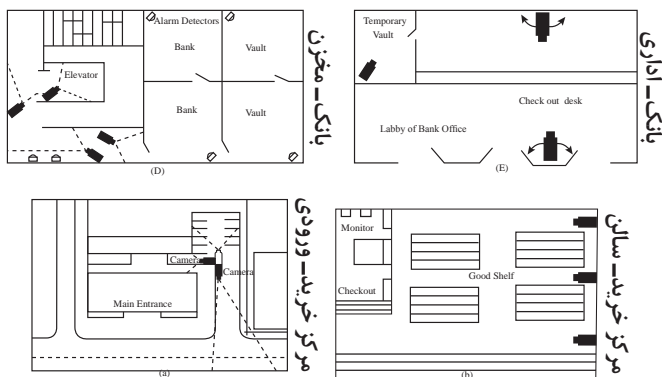 Alarm Detectors
Bank
Vault
Elevator
Bank
Vault
(D)
بانک ـ مخزن
Temporary
Vault
Check out desk
Labby of Bank Office
(E)
بانک ـ اداری
Camera
Camera
Main Entrance
(a)
مرکز خرید ـ ورودی
Monitor
Good Shelf
Checkout
(b)
مرکز خرید ـ سالن